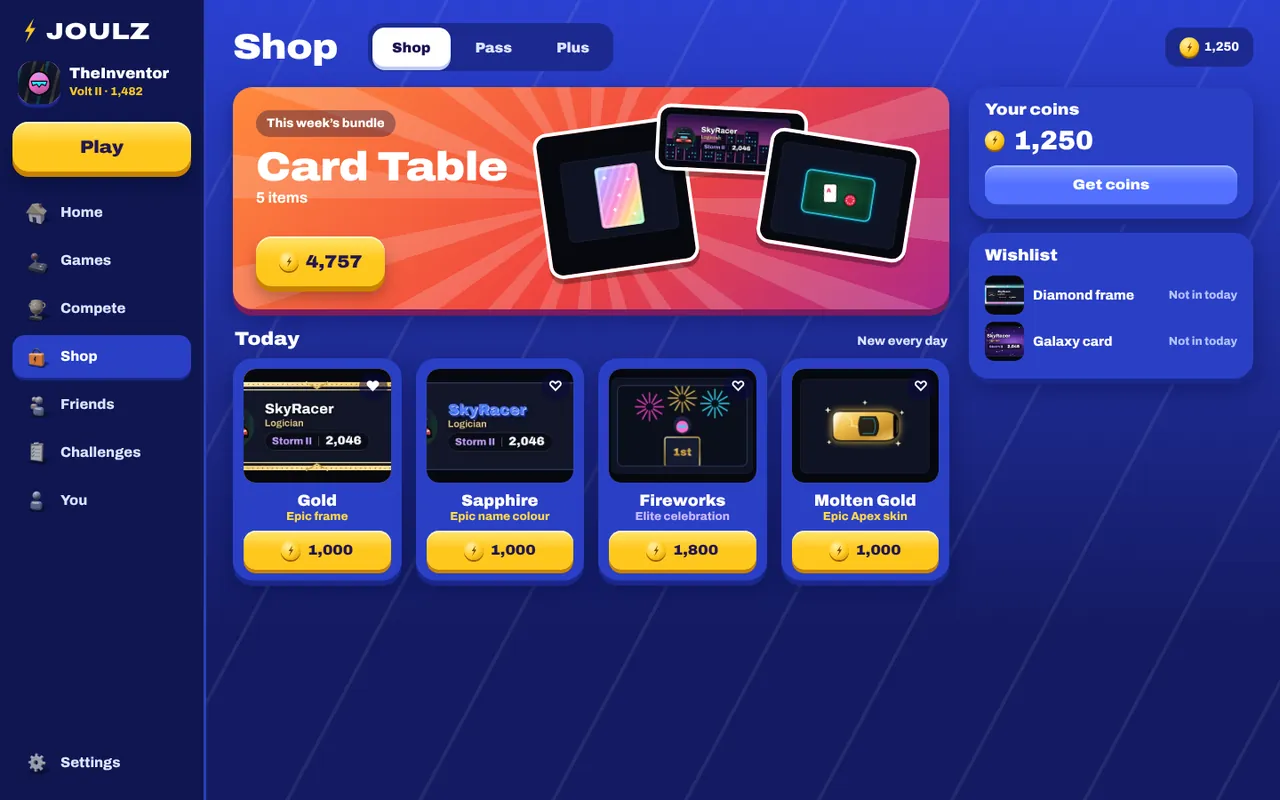 JOULZ
TheInventor
Volt II · 1,482
Play
Home
Games
Compete
Shop
Friends
Challenges
You
Settings
Shop
Shop
Pass
Plus
1,250
This week's bundle
Card Table
5 items
4,757
SkyRacer
Logician
Storm II
2,046
A
Your coins
1,250
Get coins
Wishlist
Diamond frame
Not in today
Galaxy card
Not in today
Today
New every day
SkyRacer
Logician
Storm II
2,046
Gold
Epic frame
1,000
SkyRacer
Logician
Storm II
2,046
Sapphire
Epic name colour
1,000
1st
Fireworks
Elite celebration
1,800
Molten Gold
Epic Apex skin
1,000